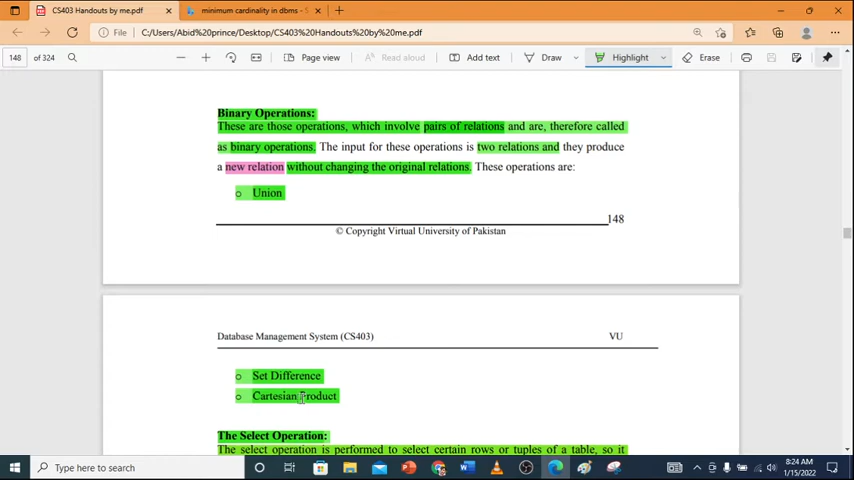 CS403 Handouts by me.pdf
minimum cardinality in dbms - S
File
C:/Users/Abid%20prince/Desktop/CS403%20Handouts%20by%20me.pdf
148 of 324
Page view
Read aloud
Add text
Draw
Highlight
Erase
Binary Operations:
These are those operations, which involve pairs of relations and are, therefore called
as binary operations. The input for these operations is two relations and they produce
a new relation without changing the original relations. These operations are:
o Union
148
© Copyright Virtual University of Pakistan
Database Management System (CS403) VU
o Set Difference
o Cartesian Product
The Select Operation:
The select operation is performed to select certain rows or tuples of a table, so it
Type here to search
8:24 AM
1/15/2022